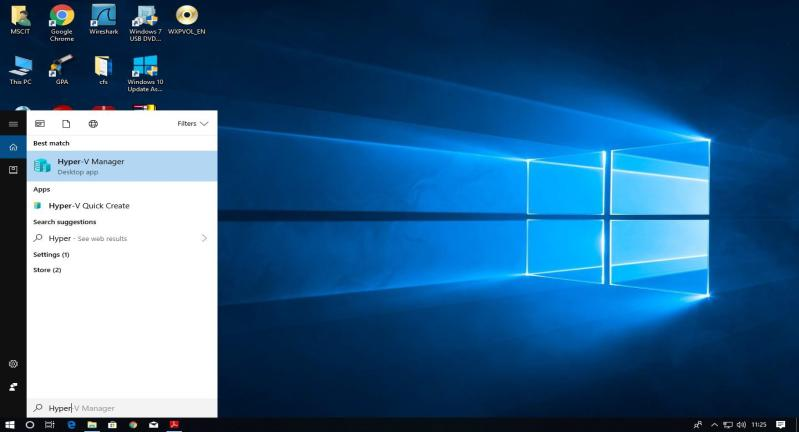 MSCIT
Google
Chrome
Wireshark
Windows 7
USB DVD...
WXPVOL_EN
This PC
GPA
cfs
Windows 10
Update As...
Filters
Best match
Hyper-V Manager
Desktop app
Apps
Hyper-V Quick Create
Search suggestions
Hyper - See web results
Settings (1)
Store (2)
Hyper-V Manager
11:25